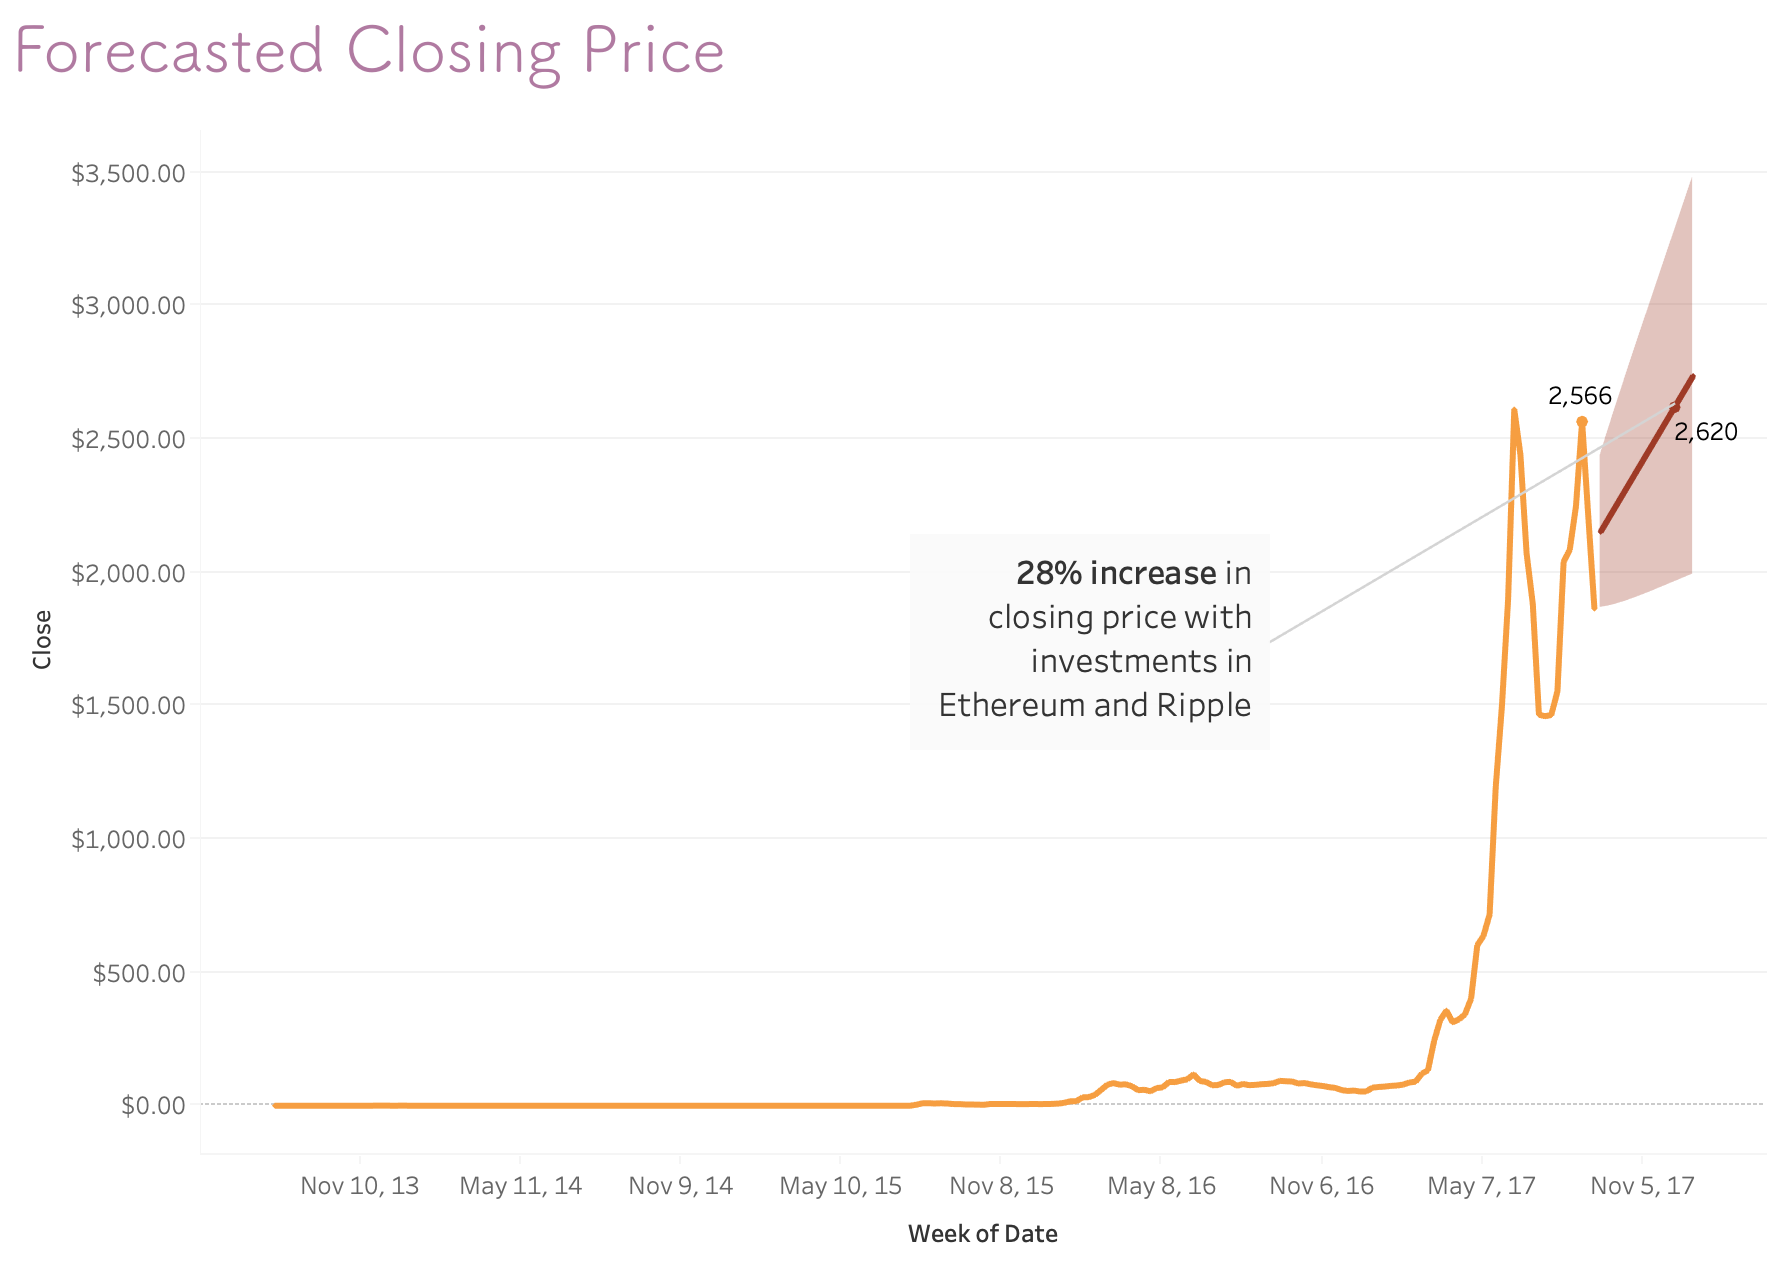 Forecasted Closing Price
$3,500.00
$3,000.00
$2,500.00
$2,000.00
$1,500.00
$1,000.00
$500.00
$0.00
Close
2,566
2,620
28% increase in
closing price with
investments in
Ethereum and Ripple
Nov 10, 13 May 11, 14 Nov 9, 14 May 10, 15 Nov 8, 15 May 8, 16 Nov 6, 16 May 7, 17 Nov 5, 17
Week of Date